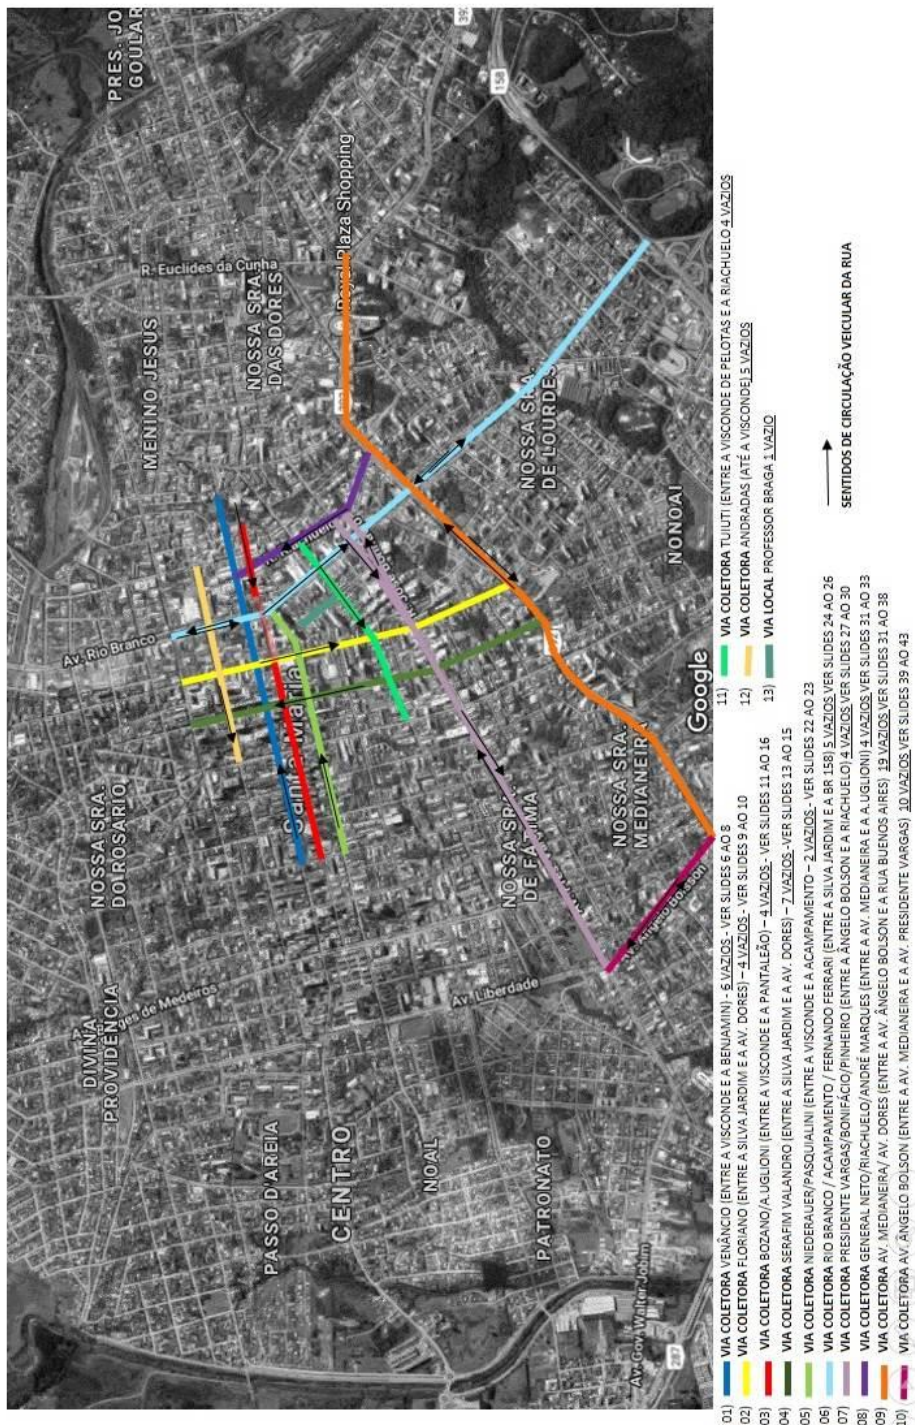 PRES. JO
GOULAR
393
158
Royal Plaza Shopping
R. Euclides da Cunha
NOSSA SRA.
DAS DORES
MENINO JESUS
NOSSA SRA.
DE LOURDES
NONOAI
Av. Rio Branco
Santa Maria
NOSSA SRA.
DO ROSÁRIO
NOSSA SRA.
DE FÁTIMA
NOSSA SRA.
MEDIANEIRA
Google
DIVINA
PROVIDÊNCIA
ges de Medeiros
Av. Liberdade
PASSO D'AREIA
CENTRO
NOAL
PATRONATO
Av. Gov. Walter Jobim
287
01) VIA COLETORA VENÂNCIO (ENTRE A VISCONDE E A BENJAMIN) - 6 VAZIOS - VER SLIDES 6 AO 8
02) VIA COLETORA FLORIANO (ENTRE A SILVA JARDIM E A AV. DORES) – 4 VAZIOS - VER SLIDES 9 AO 10
03) VIA COLETORA BOZANO/A.UGLIONI (ENTRE A VISCONDE E A PANTALEÃO) – 4 VAZIOS - VER SLIDES 11 AO 16
04) VIA COLETORA SERAFIM VALANDRO (ENTRE A SILVA JARDIM E A AV. DORES) – 7 VAZIOS - VER SLIDES 13 AO 15
05) VIA COLETORA NIEDERAUER/PASQUIALINI (ENTRE A VISCONDE E A ACAMPAMENTO – 2 VAZIOS - VER SLIDES 22 AO 23
06) VIA COLETORA RIO BRANCO / ACAMPAMENTO / FERNANDO FERRARI (ENTRE A SILVA JARDIM E A BR 158) 5 VAZIOS VER SLIDES 24 AO 26
07) VIA COLETORA PRESIDENTE VARGAS/BONIFÁCIO/PINHEIRO (ENTRE A ÂNGELO BOLSON E A RIACHUELO) 4 VAZIOS VER SLIDES 27 AO 30
08) VIA COLETORA GENERAL NETO/RIACHUELO/ANDRÉ MARQUES (ENTRE A AV. MEDIANEIRA E A A.UGLIONI) 4 VAZIOS VER SLIDES 31 AO 33
09) VIA COLETORA AV. MEDIANEIRA/ AV. DORES (ENTRE A AV. ÂNGELO BOLSON E A RUA BUENOS AIRES) 19 VAZIOS VER SLIDES 31 AO 38
10) VIA COLETORA AV. ÂNGELO BOLSON (ENTRE A AV. MEDIANEIRA E A AV. PRESIDENTE VARGAS) 10 VAZIOS VER SLIDES 39 AO 43
11) VIA COLETORA TUIUTI (ENTRE A VISCONDE DE PELOTAS E A RIACHUELO 4 VAZIOS
12) VIA COLETORA ANDRADAS (ATÉ A VISCONDE) 5 VAZIOS
13) VIA LOCAL PROFESSOR BRAGA 1 VAZIO
SENTIDOS DE CIRCULAÇÃO VEICULAR DA RUA